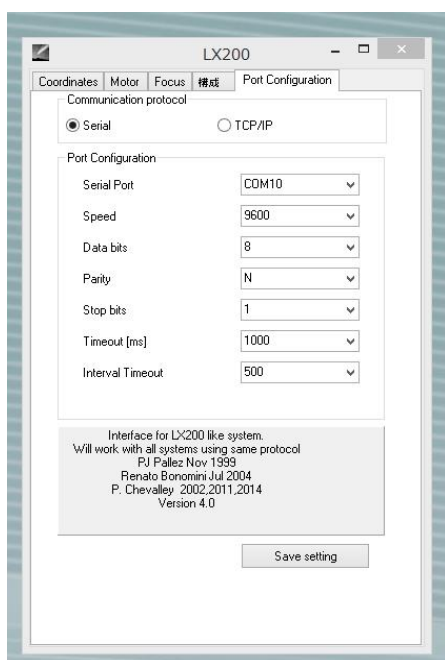 LX200
Coordinates Motor Focus 構成 Port Configuration
Communication protocol
Serial TCP/IP
Port Configuration
Serial Port COM10
Speed 9600
Data bits 8
Parity N
Stop bits 1
Timeout [ms] 1000
Interval Timeout 500
Interface for LX200 like system.
Will work with all systems using same protocol
PJ Pallez Nov 1999
Renato Bonomini Jul 2004
P. Chevalley 2002,2011,2014
Version 4.0
Save setting